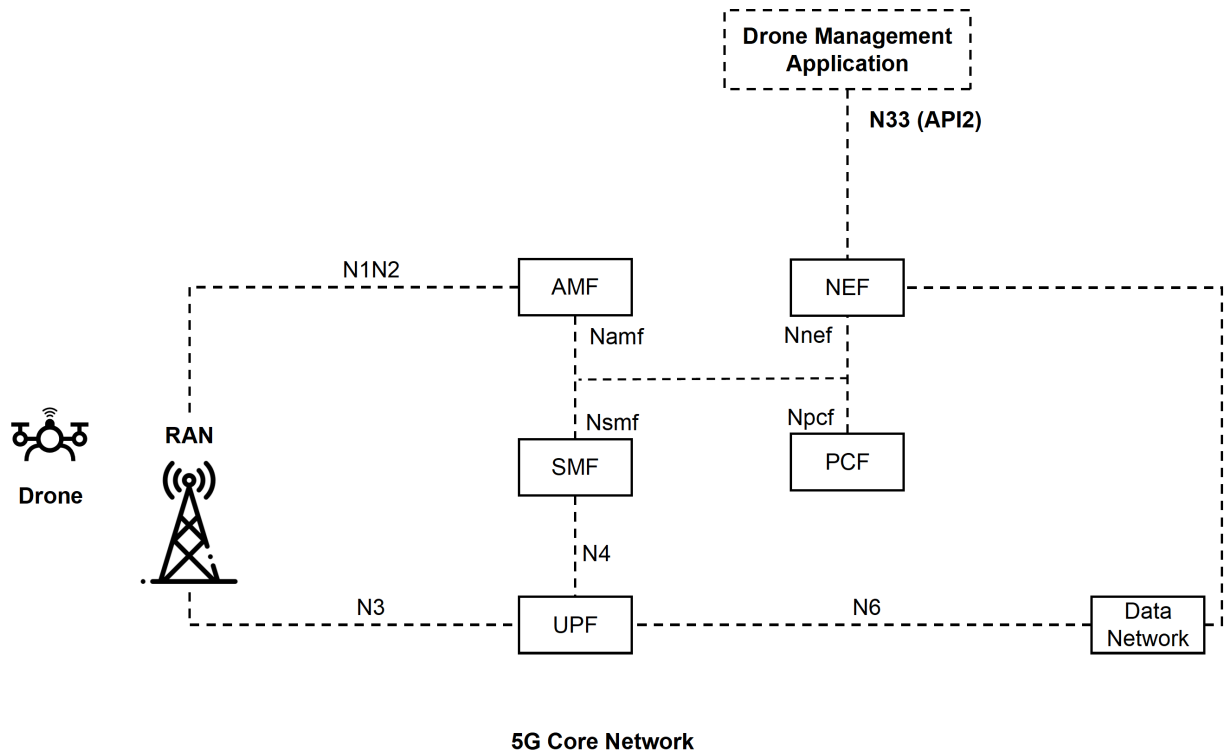 Drone Management
Application
N33 (API2)
N1N2
AMF
NEF
Namf
Nnef
Nsmf
Npcf
RAN
SMF
PCF
Drone
N4
N3
UPF
N6
Data
Network
5G Core Network